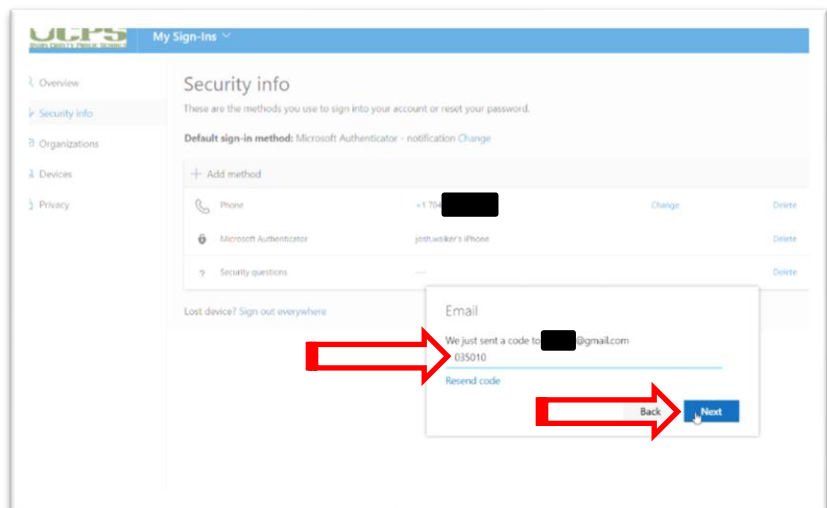 UCPS
My Sign-Ins
Overview
Security info
Security info
These are the methods you use to sign into your account or reset your password.
Organizations
Default sign-in method: Microsoft Authenticator - notification Change
Devices
+ Add method
Privacy
Phone +1 704 Change Delete
Microsoft Authenticator josh.walker's iPhone Delete
? Security questions --- Delete
Lost device? Sign out everywhere
Email
We just sent a code to @gmail.com
035010
Resend code
Back Next